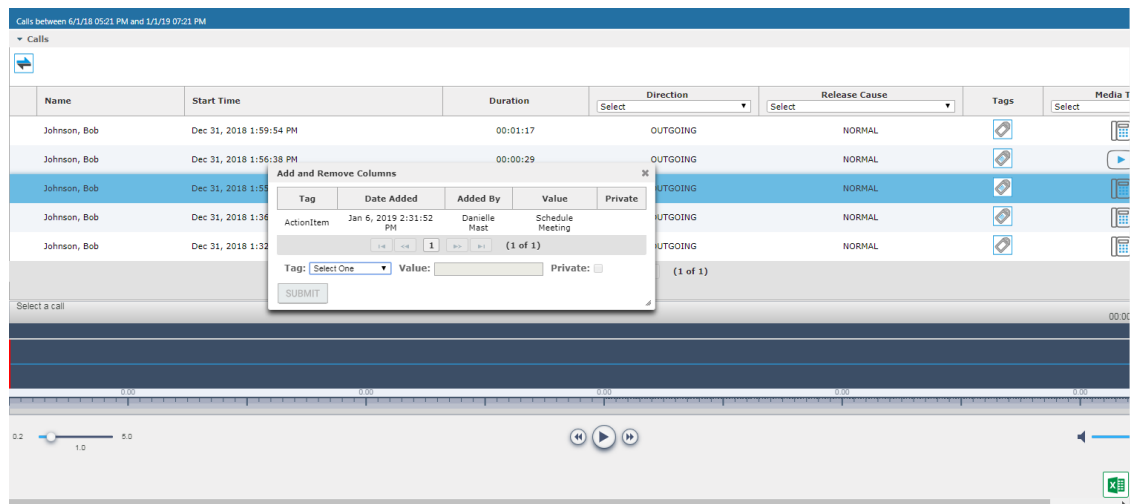 Calls between 6/1/18 05:21 PM and 1/1/19 07:21 PM
Calls
Name Start Time Duration Direction Release Cause Tags Media T
Select Select Select
Johnson, Bob Dec 31, 2018 1:59:54 PM 00:01:17 OUTGOING NORMAL
Johnson, Bob Dec 31, 2018 1:56:38 PM 00:00:29 OUTGOING NORMAL
Johnson, Bob Dec 31, 2018 1:55 UTGOING NORMAL
Johnson, Bob Dec 31, 2018 1:36 UTGOING NORMAL
Johnson, Bob Dec 31, 2018 1:32 UTGOING NORMAL
(1 of 1)
Add and Remove Columns
Tag Date Added Added By Value Private
ActionItem Jan 6, 2019 2:31:52 PM Danielle Mast Schedule Meeting
1 (1 of 1)
Tag: Select One Value: Private:
SUBMIT
Select a call
00:00
0.00 0.00 0.00 0.00 0.00
0.2 5.0
1.0